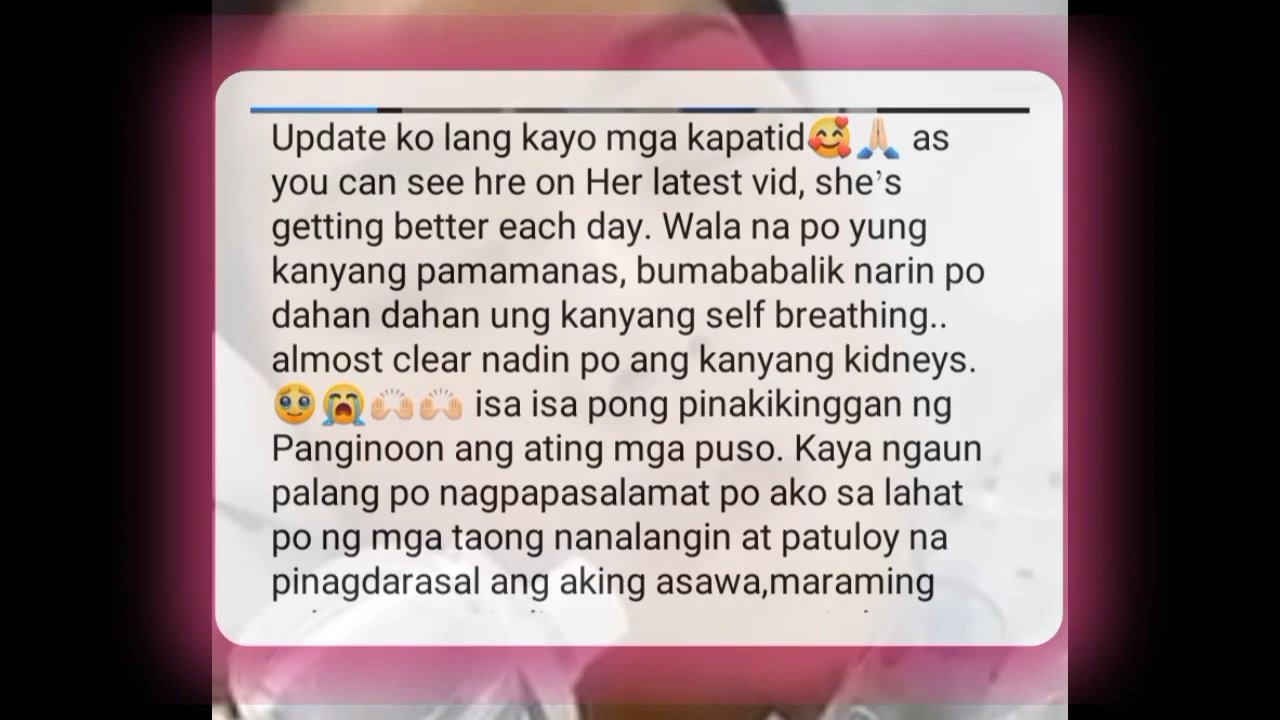 Update ko lang kayo mga kapatid🥰🙏🏻 as
you can see hre on Her latest vid, she’s
getting better each day. Wala na po yung
kanyang pamamanas, bumababalik narin po
dahan dahan ung kanyang self breathing..
almost clear nadin po ang kanyang kidneys.
🥹😭🙌🏻🙌🏻 isa isa pong pinakikinggan ng
Panginoon ang ating mga puso. Kaya ngaun
palang po nagpapasalamat po ako sa lahat
po ng mga taong nanalangin at patuloy na
pinagdarasal ang aking asawa,maraming